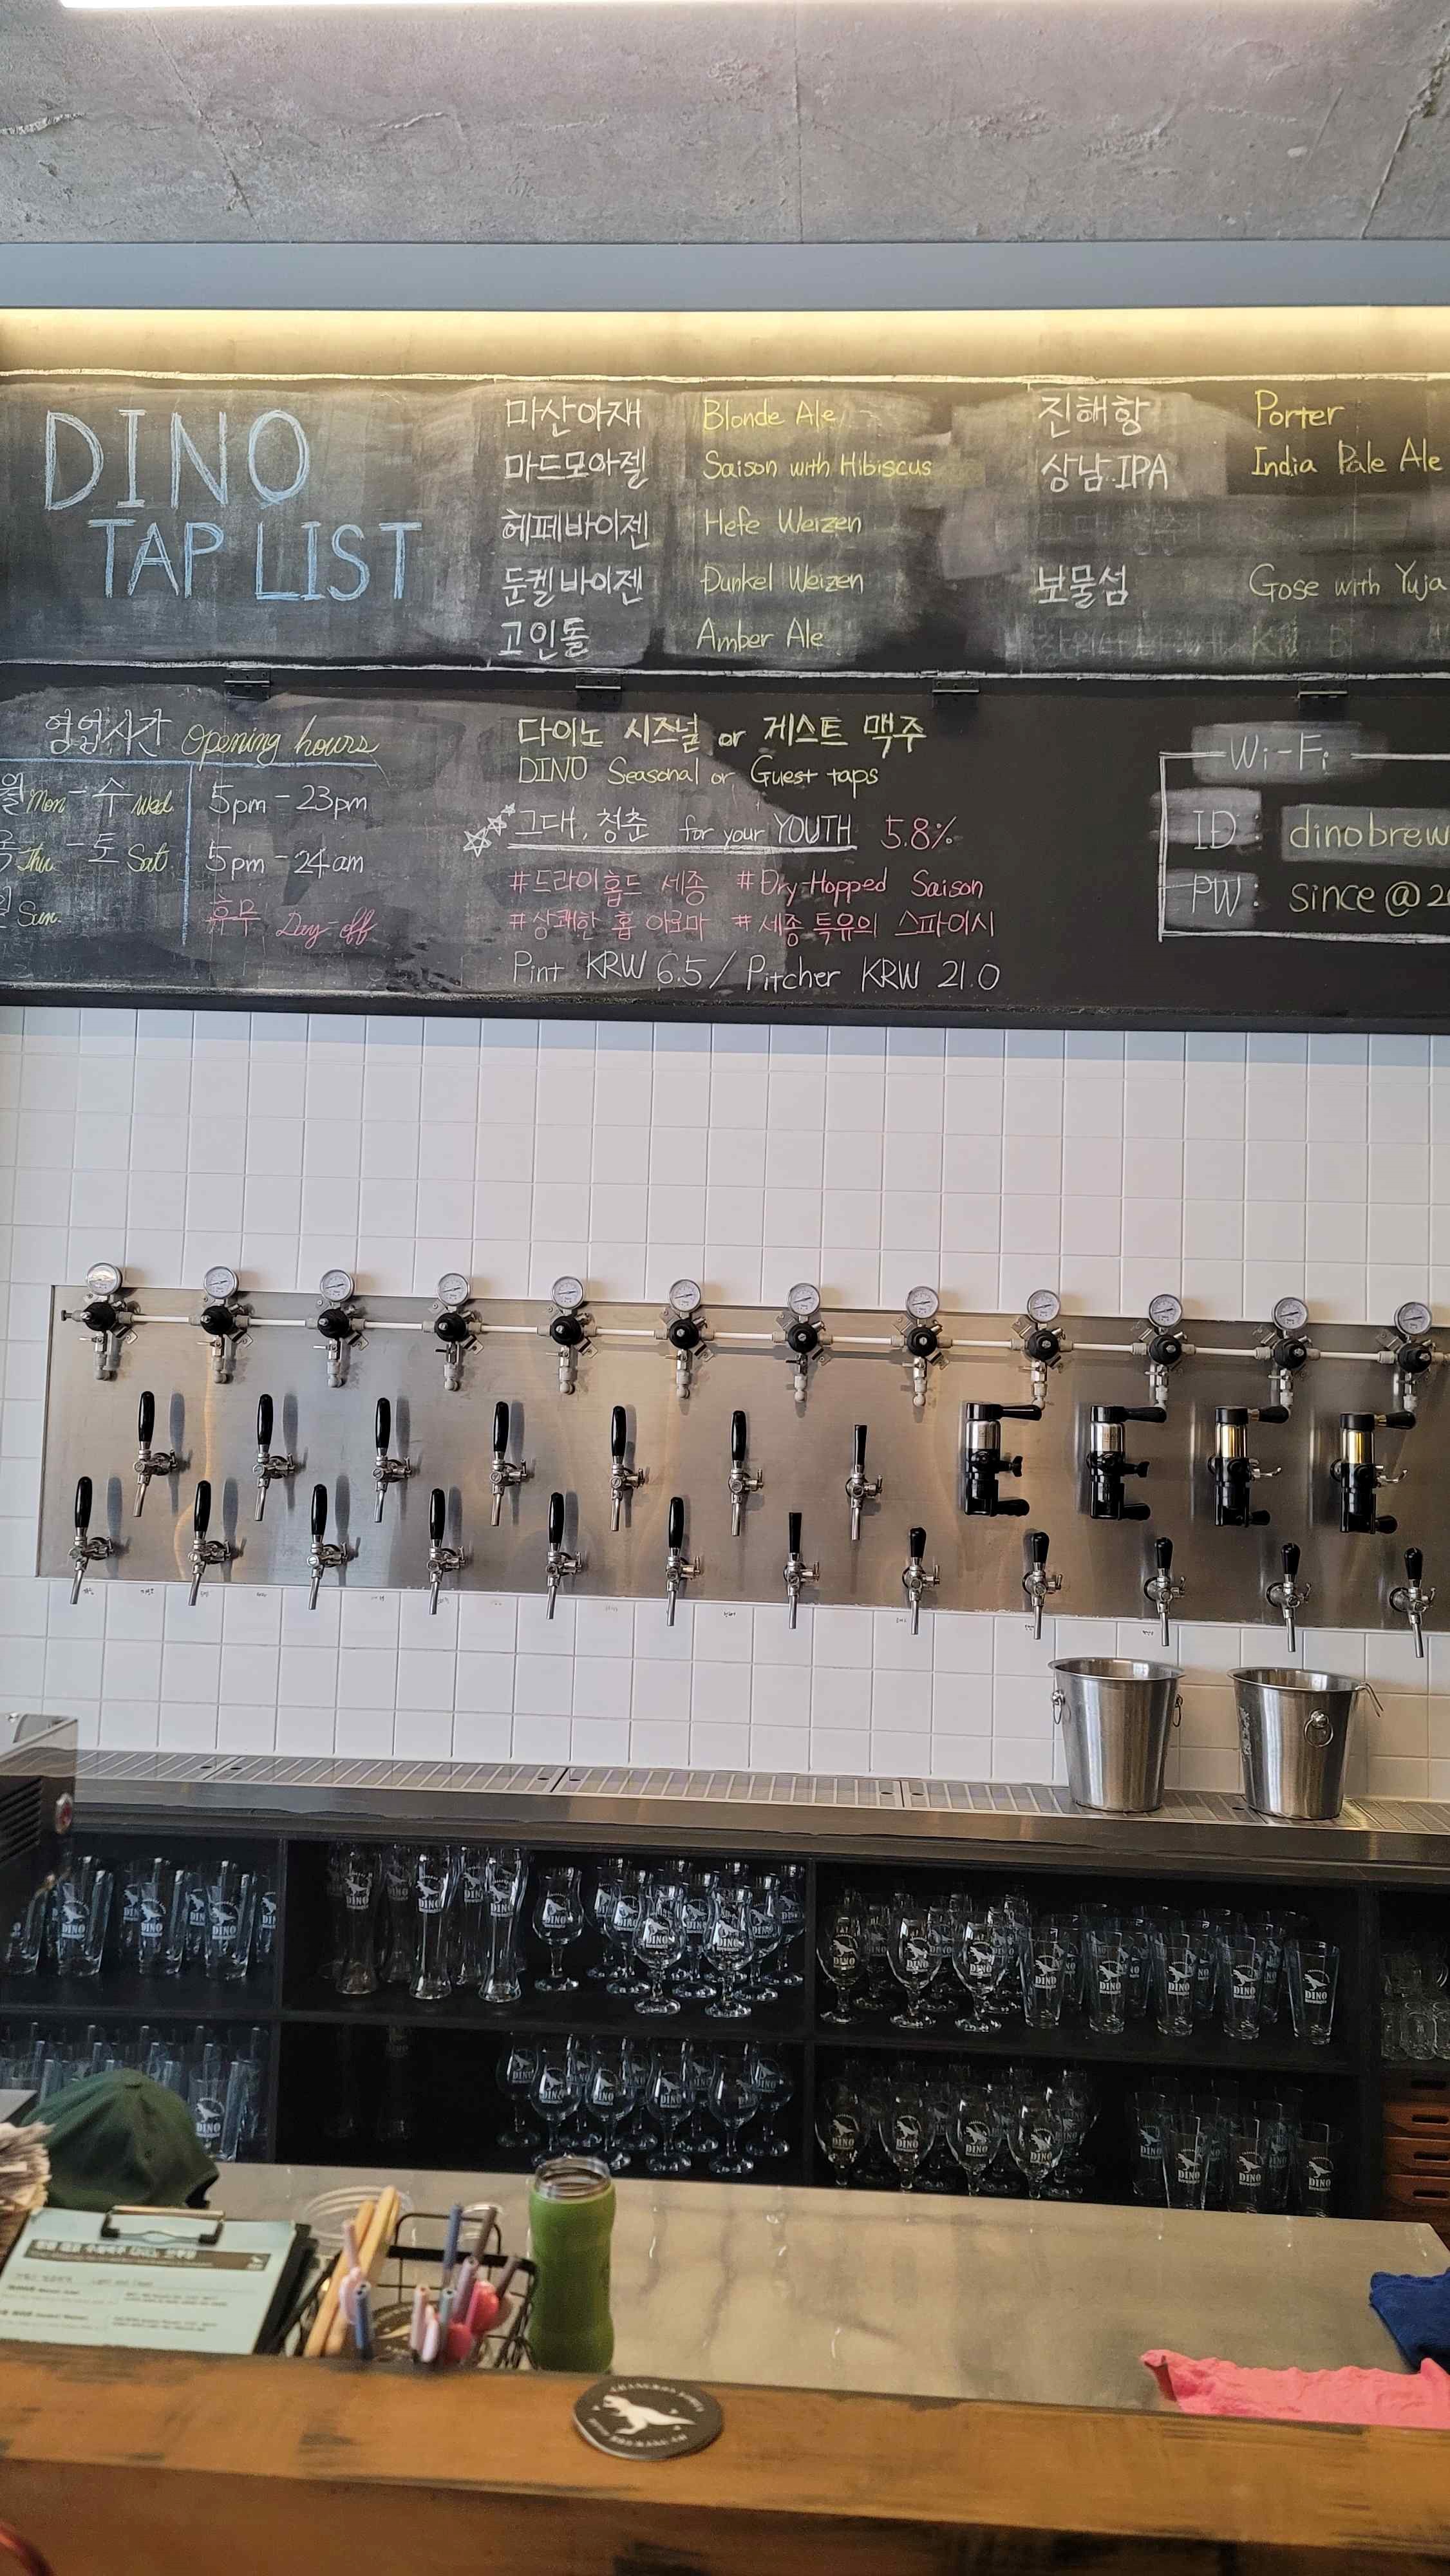 DINO
TAP LIST
마산아재 Blonde Ale
마드모아젤 Saison with Hibiscus
헤페바이젠 Hefe Weizen
둔켈바이젠 Dunkel Weizen
고인돌 Amber Ale
진해항 Porter
상남 IPA India Pale Ale
보물섬 Gose with Yuja
영업시간 Opening hours
월 Mon - 수 Wed 5pm - 23pm
목 Thu - 토 Sat 5pm - 24am
일 Sun. 휴무 Day-off
다이노 시즈널 or 게스트 맥주
DINO Seasonal or Guest taps
그대, 청춘 for your YOUTH 5.8%
#드라이홉드 세종 #Dry-Hopped Saison
#상쾌한 홉 아로마 #세종 특유의 스파이시
Pint KRW 6.5 / Pitcher KRW 21.0
Wi-Fi
ID: dinobrew
PW: since@20
DINO